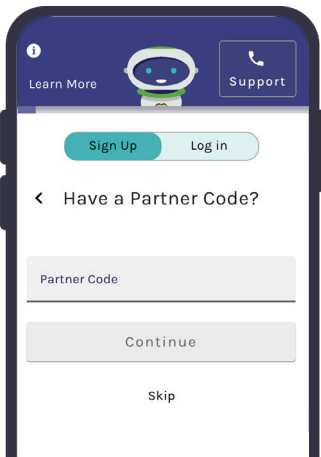 Learn More
Support
Sign Up
Log in
Have a Partner Code?
Partner Code
Continue
Skip